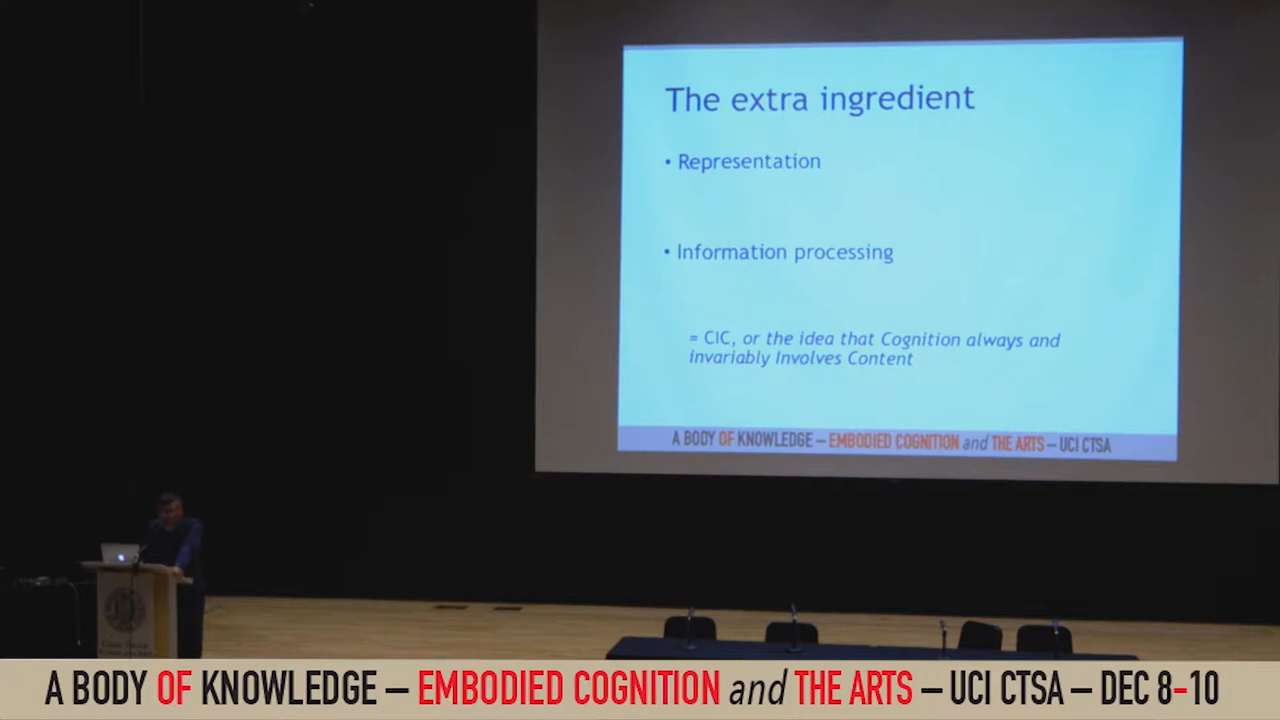 The extra ingredient
• Representation
• Information processing
= CIC, or the idea that Cognition always and
invariably Involves Content
A BODY OF KNOWLEDGE – EMBODIED COGNITION and THE ARTS – UCI CTSA
A BODY OF KNOWLEDGE – EMBODIED COGNITION and THE ARTS – UCI CTSA – DEC 8-10